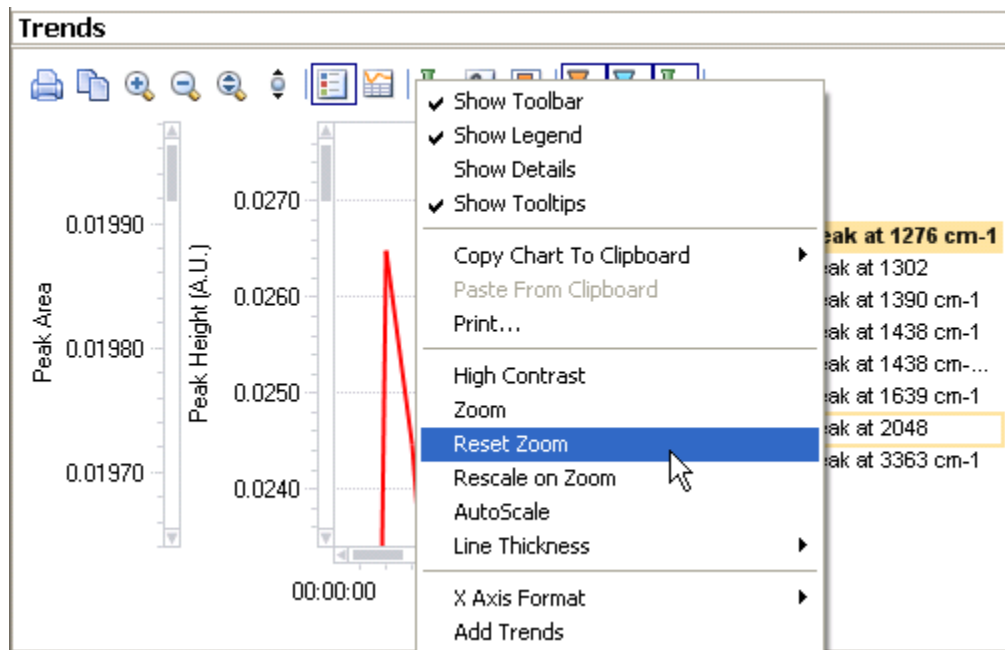 Trends
Show Toolbar
Show Legend
Show Details
Show Tooltips
Copy Chart To Clipboard
Paste From Clipboard
Print...
High Contrast
Zoom
Reset Zoom
Rescale on Zoom
AutoScale
Line Thickness
X Axis Format
Add Trends
Peak Area
0.01990
0.01980
0.01970
Peak Height (A.U.)
0.0270
0.0260
0.0250
0.0240
00:00:00
eak at 1276 cm-1
eak at 1302
eak at 1390 cm-1
eak at 1438 cm-1
eak at 1438 cm-...
eak at 1639 cm-1
eak at 2048
eak at 3363 cm-1